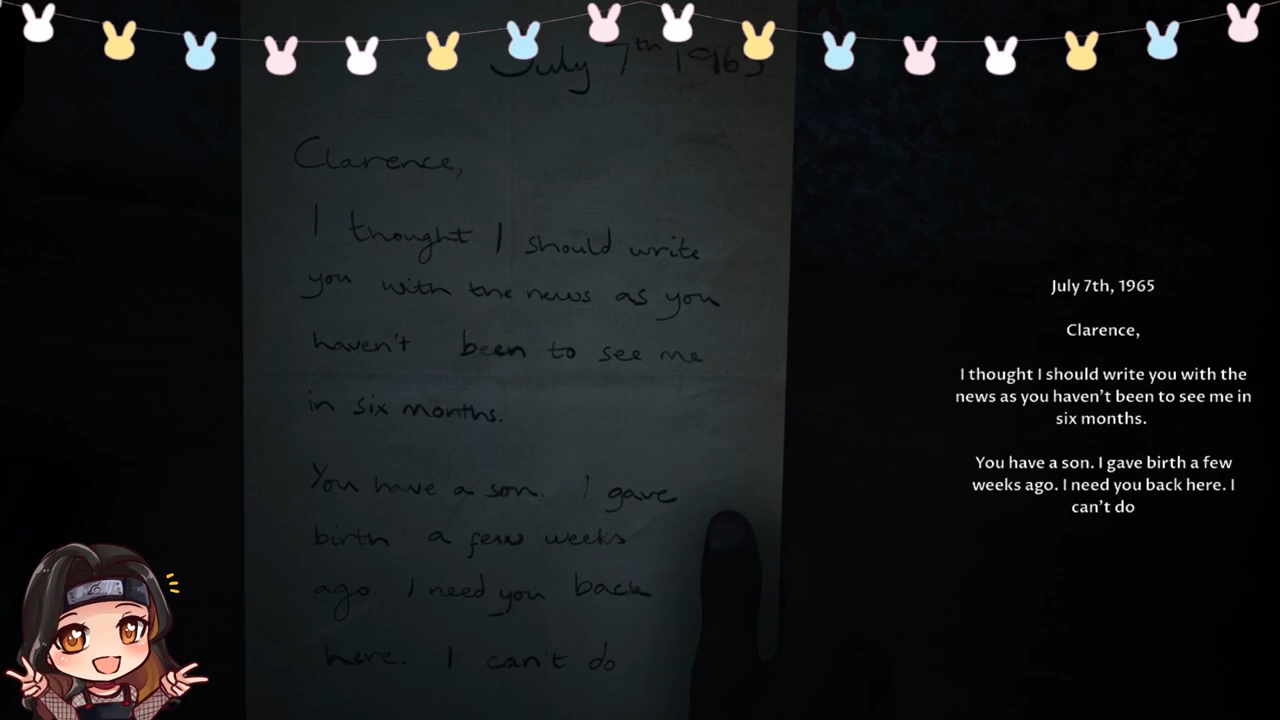 July 7th 1965
Clarence,
I thought I should write
you with the news as you
haven't been to see me
in six months.
You have a son. I gave
birth a few weeks
ago. I need you back
here. I can't do
July 7th, 1965
Clarence,
I thought I should write you with the
news as you haven't been to see me in
six months.
You have a son. I gave birth a few
weeks ago. I need you back here. I
can't do